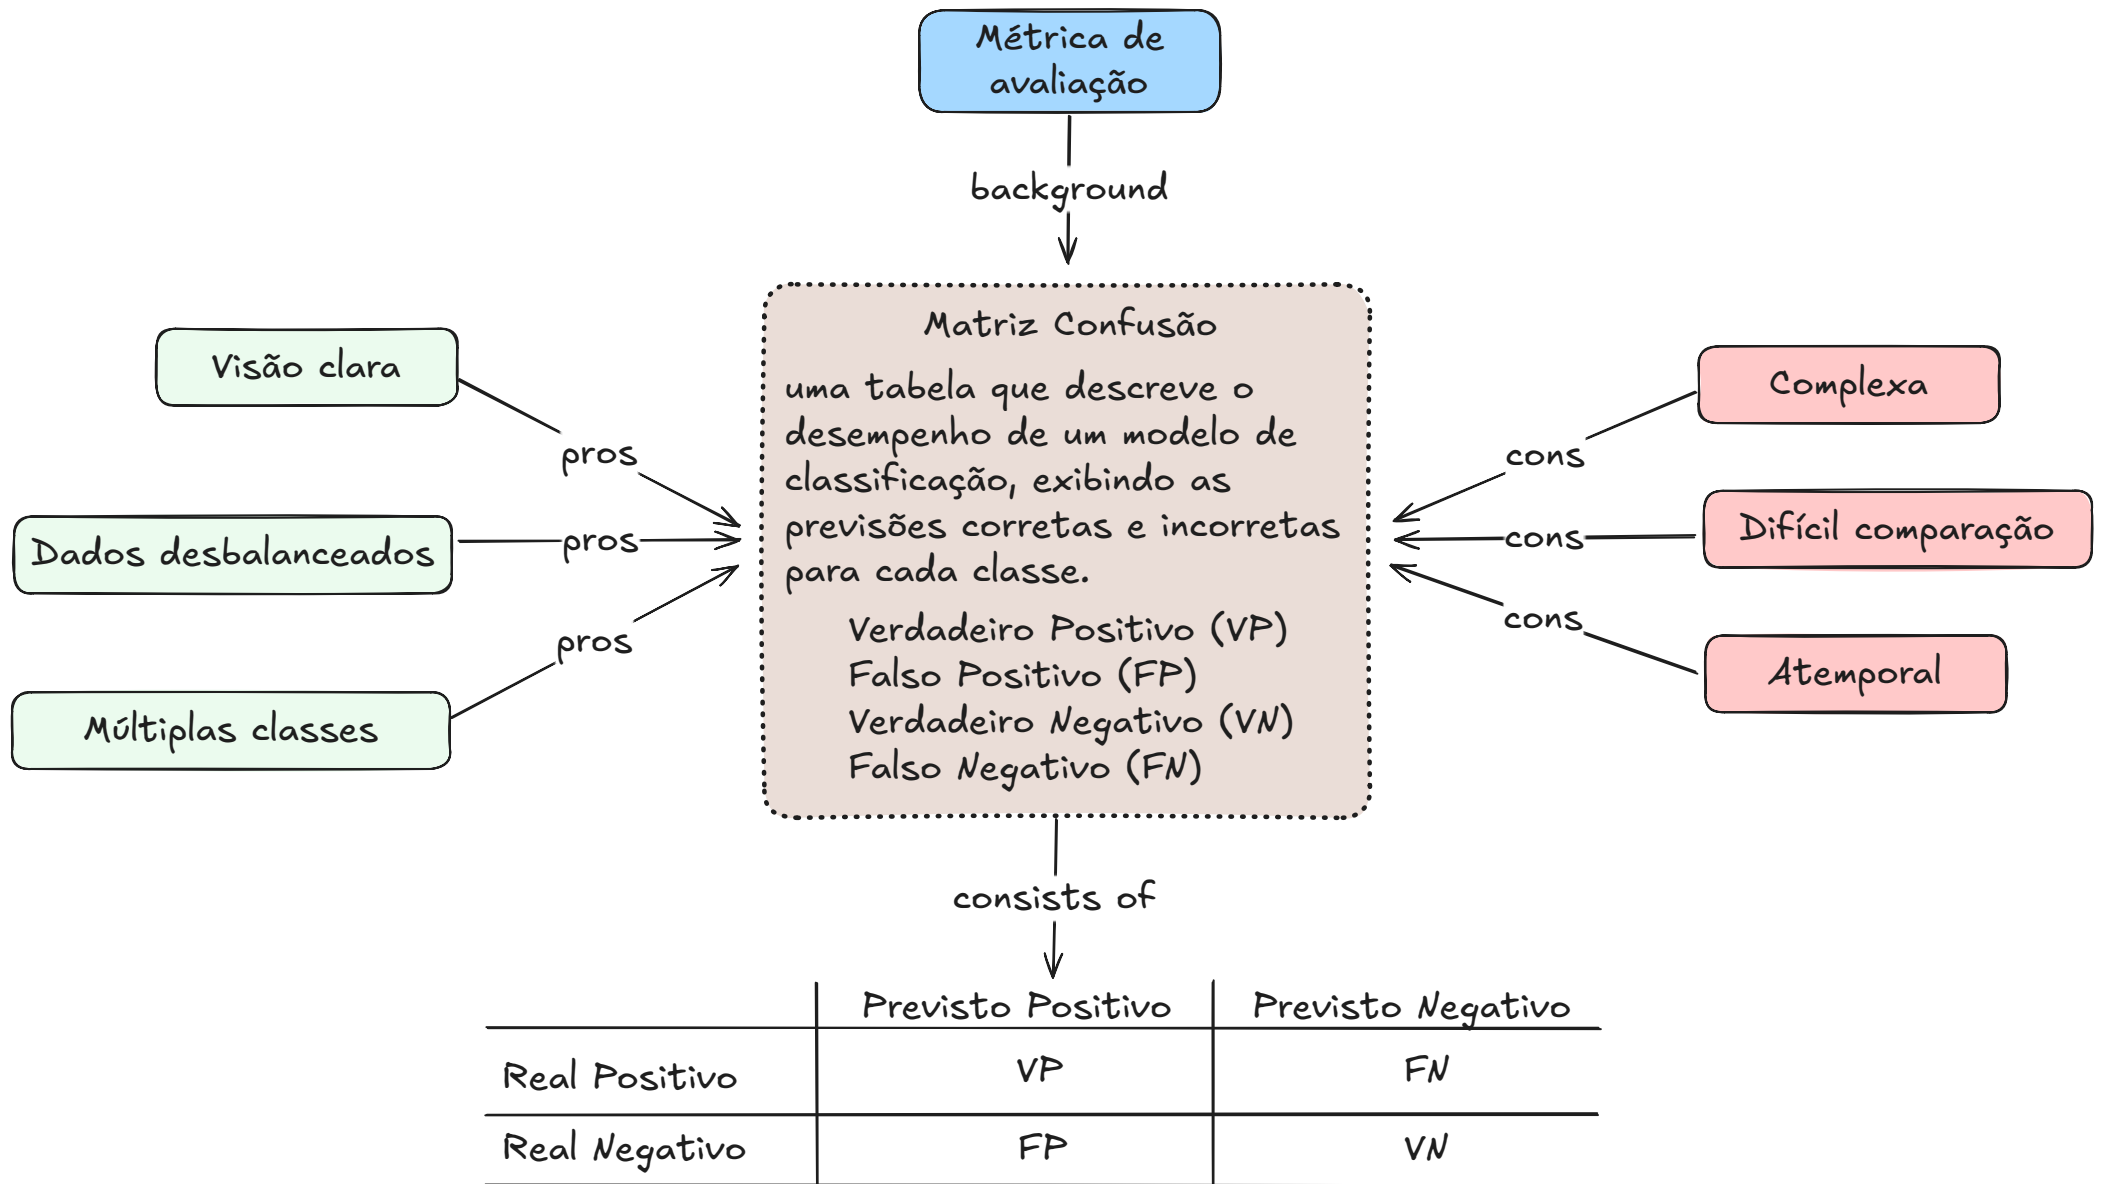 Métrica de
avaliação
background
Matriz Confusão
uma tabela que descreve o
desempenho de um modelo de
classificação, exibindo as
previsões corretas e incorretas
para cada classe.
Verdadeiro Positivo (VP)
Falso Positivo (FP)
Verdadeiro Negativo (VN)
Falso Negativo (FN)
Visão clara
pros
Dados desbalanceados
pros
Múltiplas classes
pros
Complexa
cons
Difícil comparação
cons
Atemporal
cons
consists of
Previsto Positivo Previsto Negativo
Real Positivo VP FN
Real Negativo FP VN